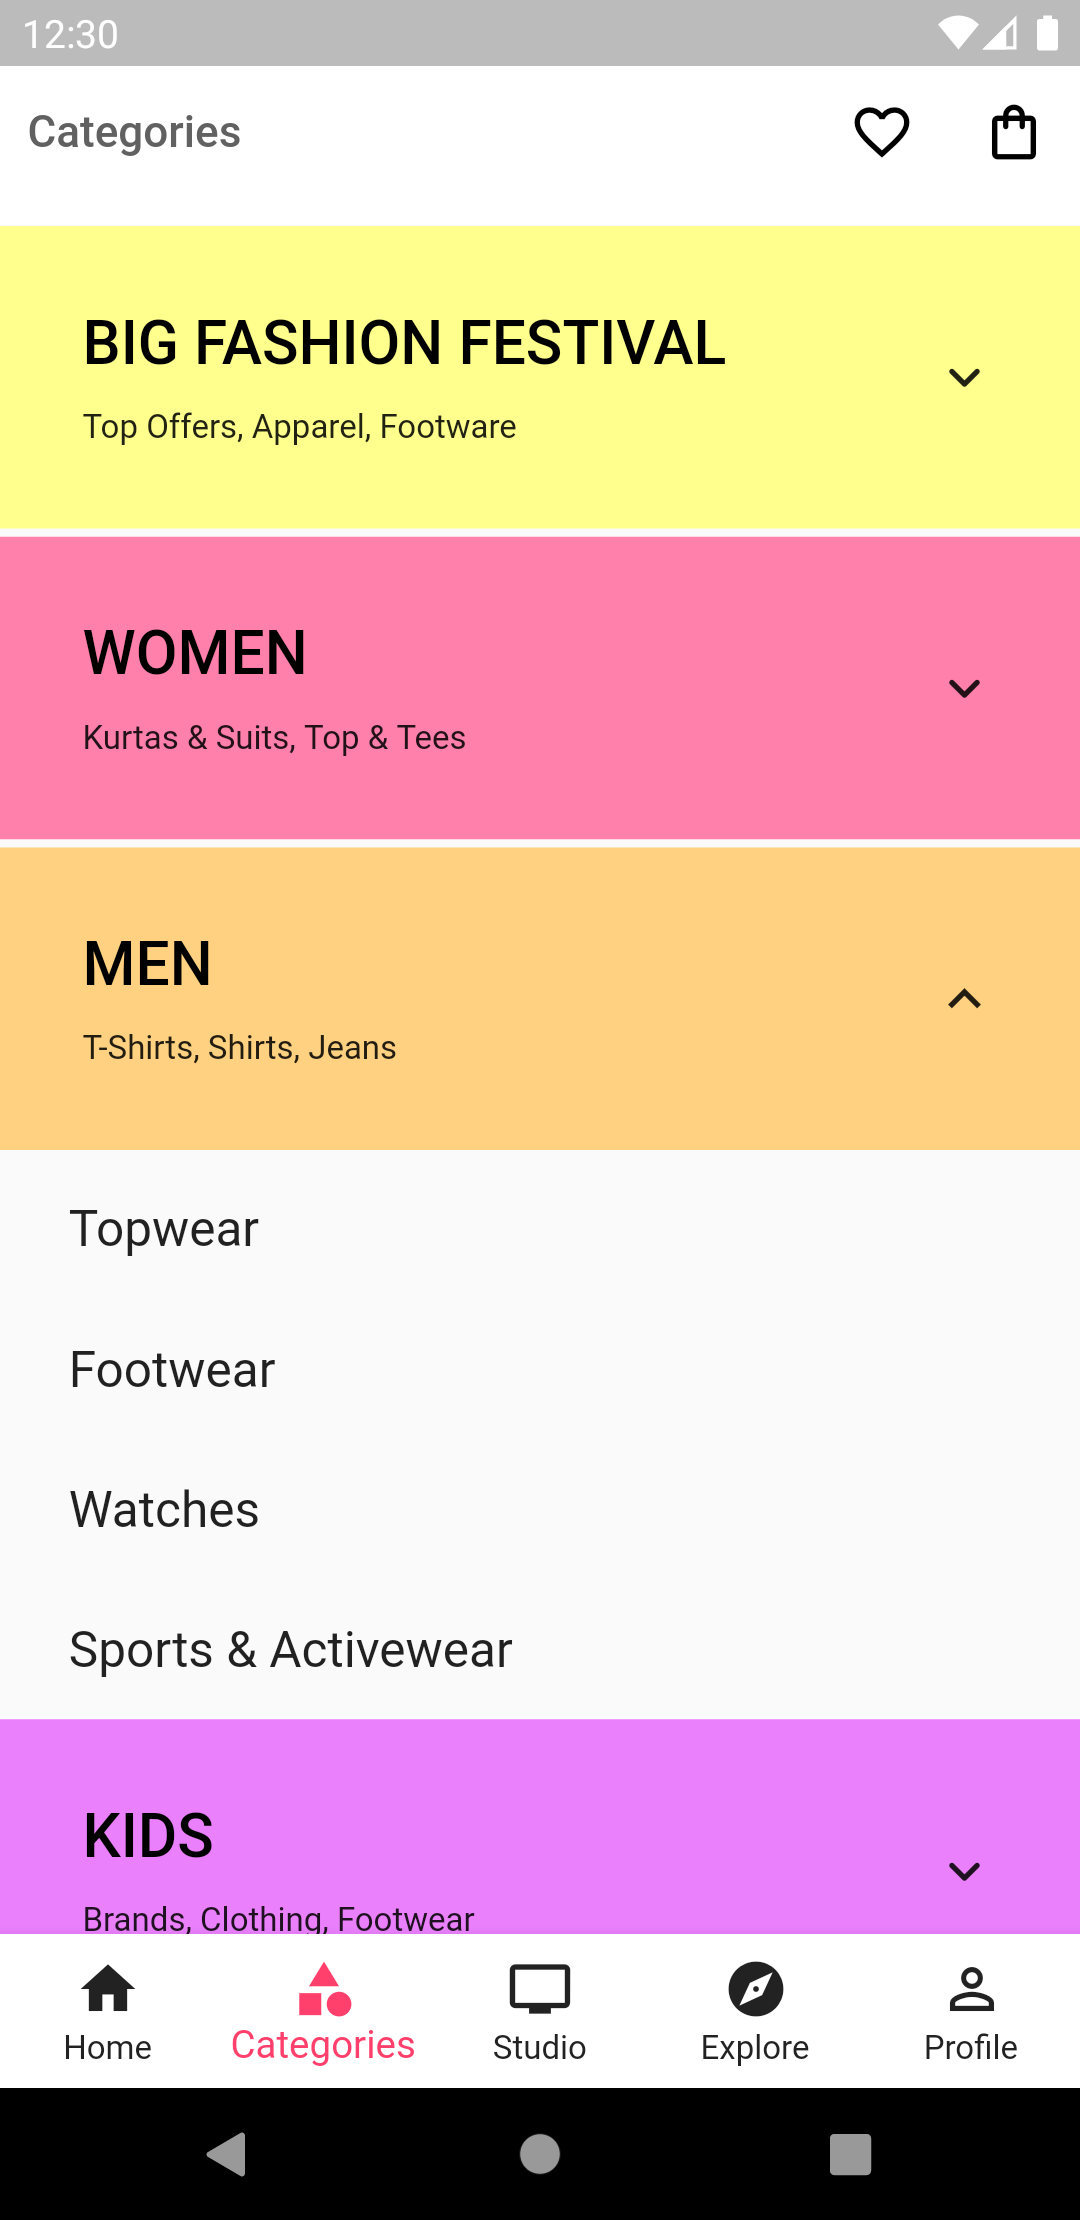 12:30
Categories
BIG FASHION FESTIVAL
Top Offers, Apparel, Footware
WOMEN
Kurtas & Suits, Top & Tees
MEN
T-Shirts, Shirts, Jeans
Topwear
Footwear
Watches
Sports & Activewear
KIDS
Brands, Clothing, Footwear
Home
Categories
Studio
Explore
Profile